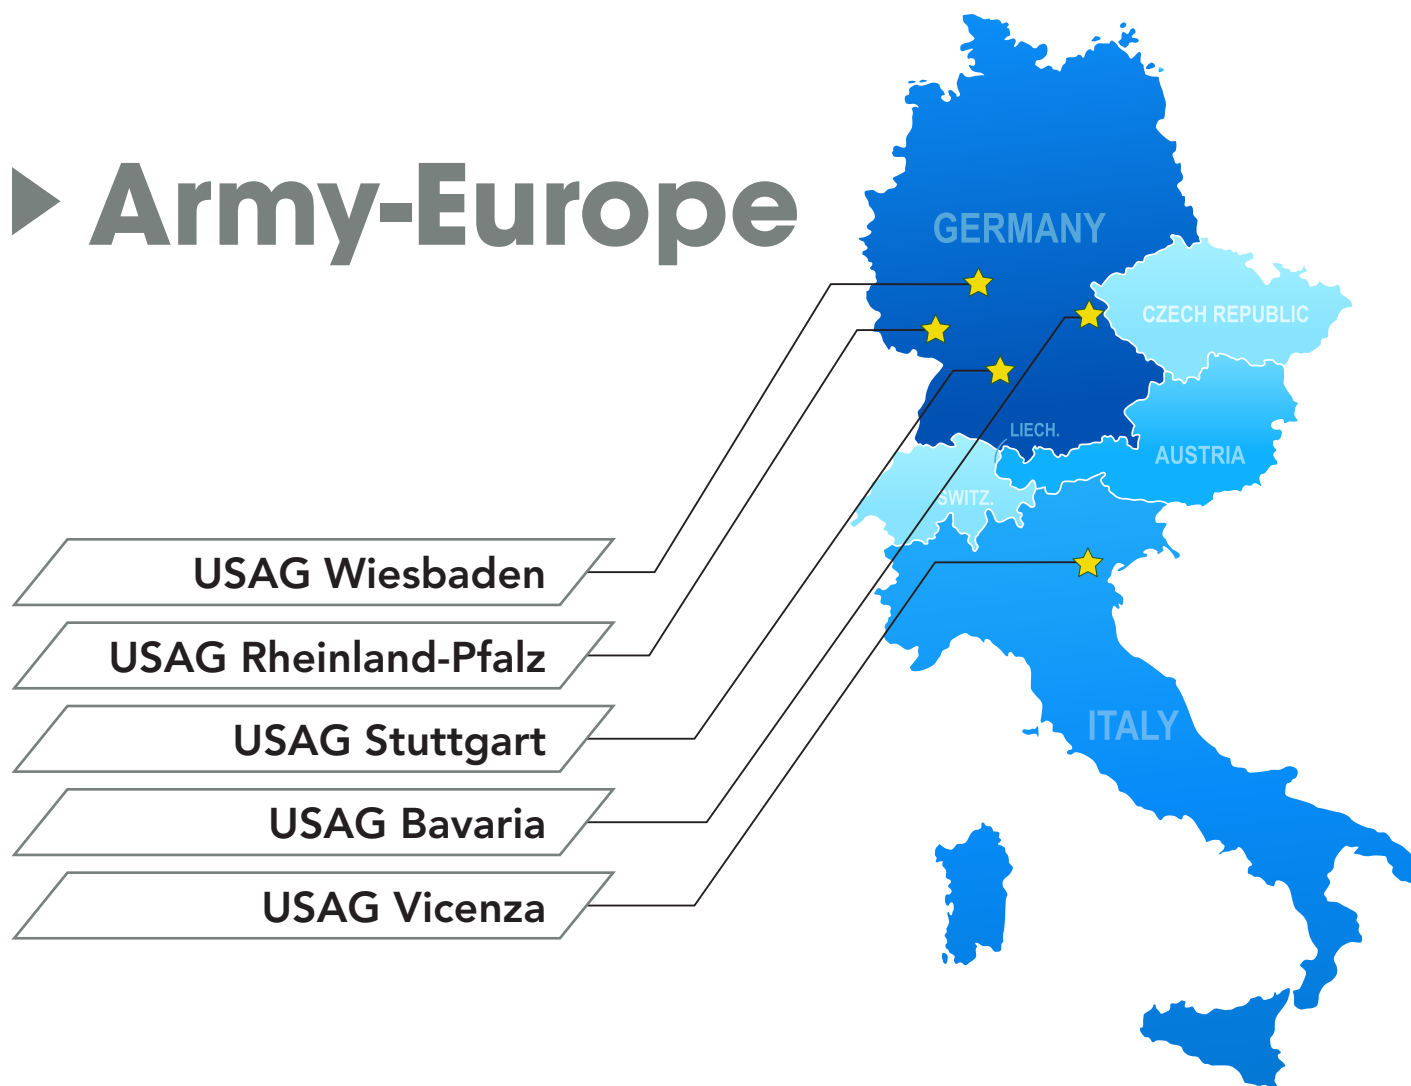 Army-Europe
GERMANY
CZECH REPUBLIC
LIECH.
AUSTRIA
SWITZ.
USAG Wiesbaden
USAG Rheinland-Pfalz
USAG Stuttgart
ITALY
USAG Bavaria
USAG Vicenza